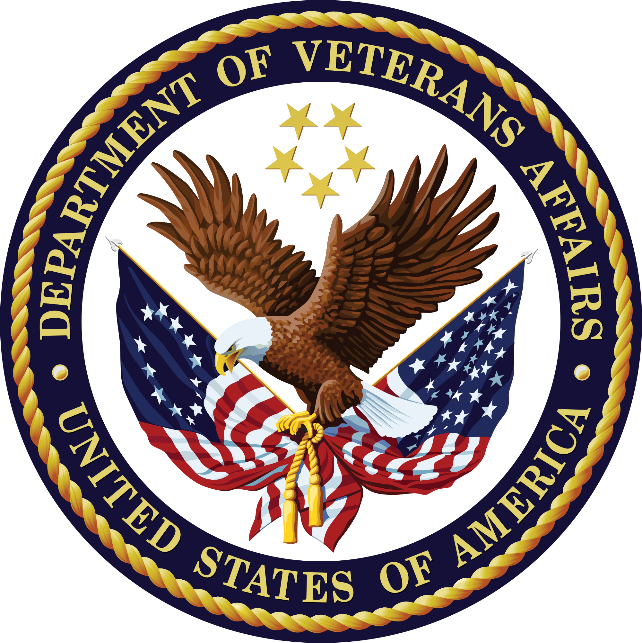 DEPARTMENT OF VETERANS AFFAIRS
UNITED STATES OF AMERICA